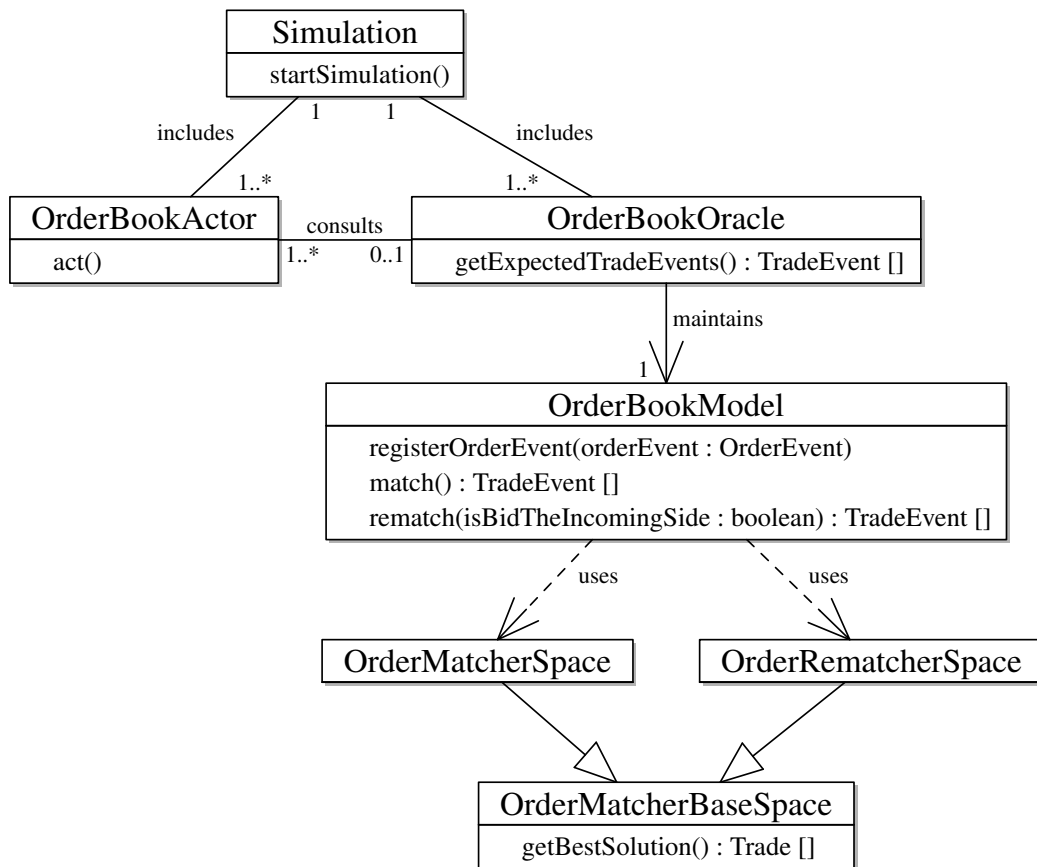 Simulation
startSimulation()
1 1
includes includes
1..* 1..*
OrderBookActor
act()
consults
1..* 0..1
OrderBookOracle
getExpectedTradeEvents() : TradeEvent []
maintains
1
OrderBookModel
registerOrderEvent(orderEvent : OrderEvent)
match() : TradeEvent []
rematch(isBidTheIncomingSide : boolean) : TradeEvent []
uses uses
OrderMatcherSpace
OrderRematcherSpace
OrderMatcherBaseSpace
getBestSolution() : Trade []